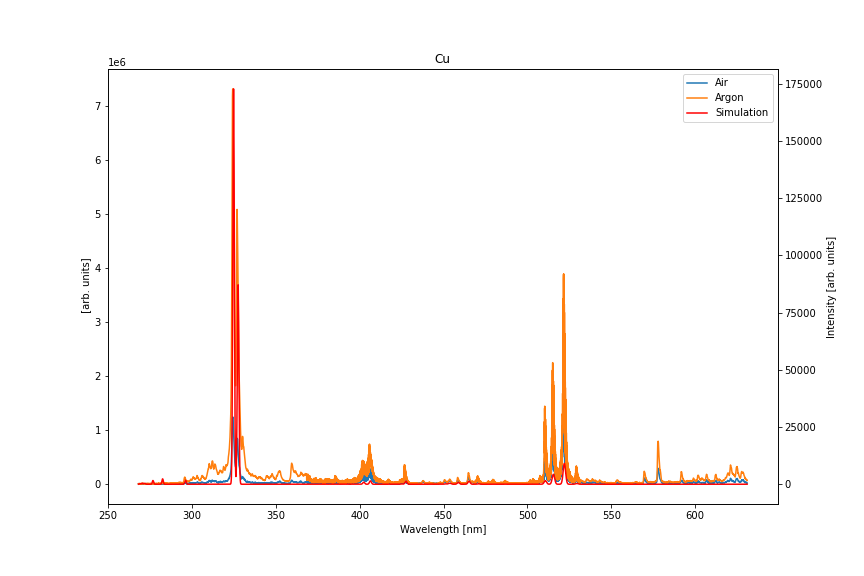 Cu
1e6
Air
Argon
Simulation
7
6
5
4
3
2
1
0
[arb. units]
175000
150000
125000
100000
75000
50000
25000
0
Intensity [arb. units]
250 300 350 400 450 500 550 600
Wavelength [nm]